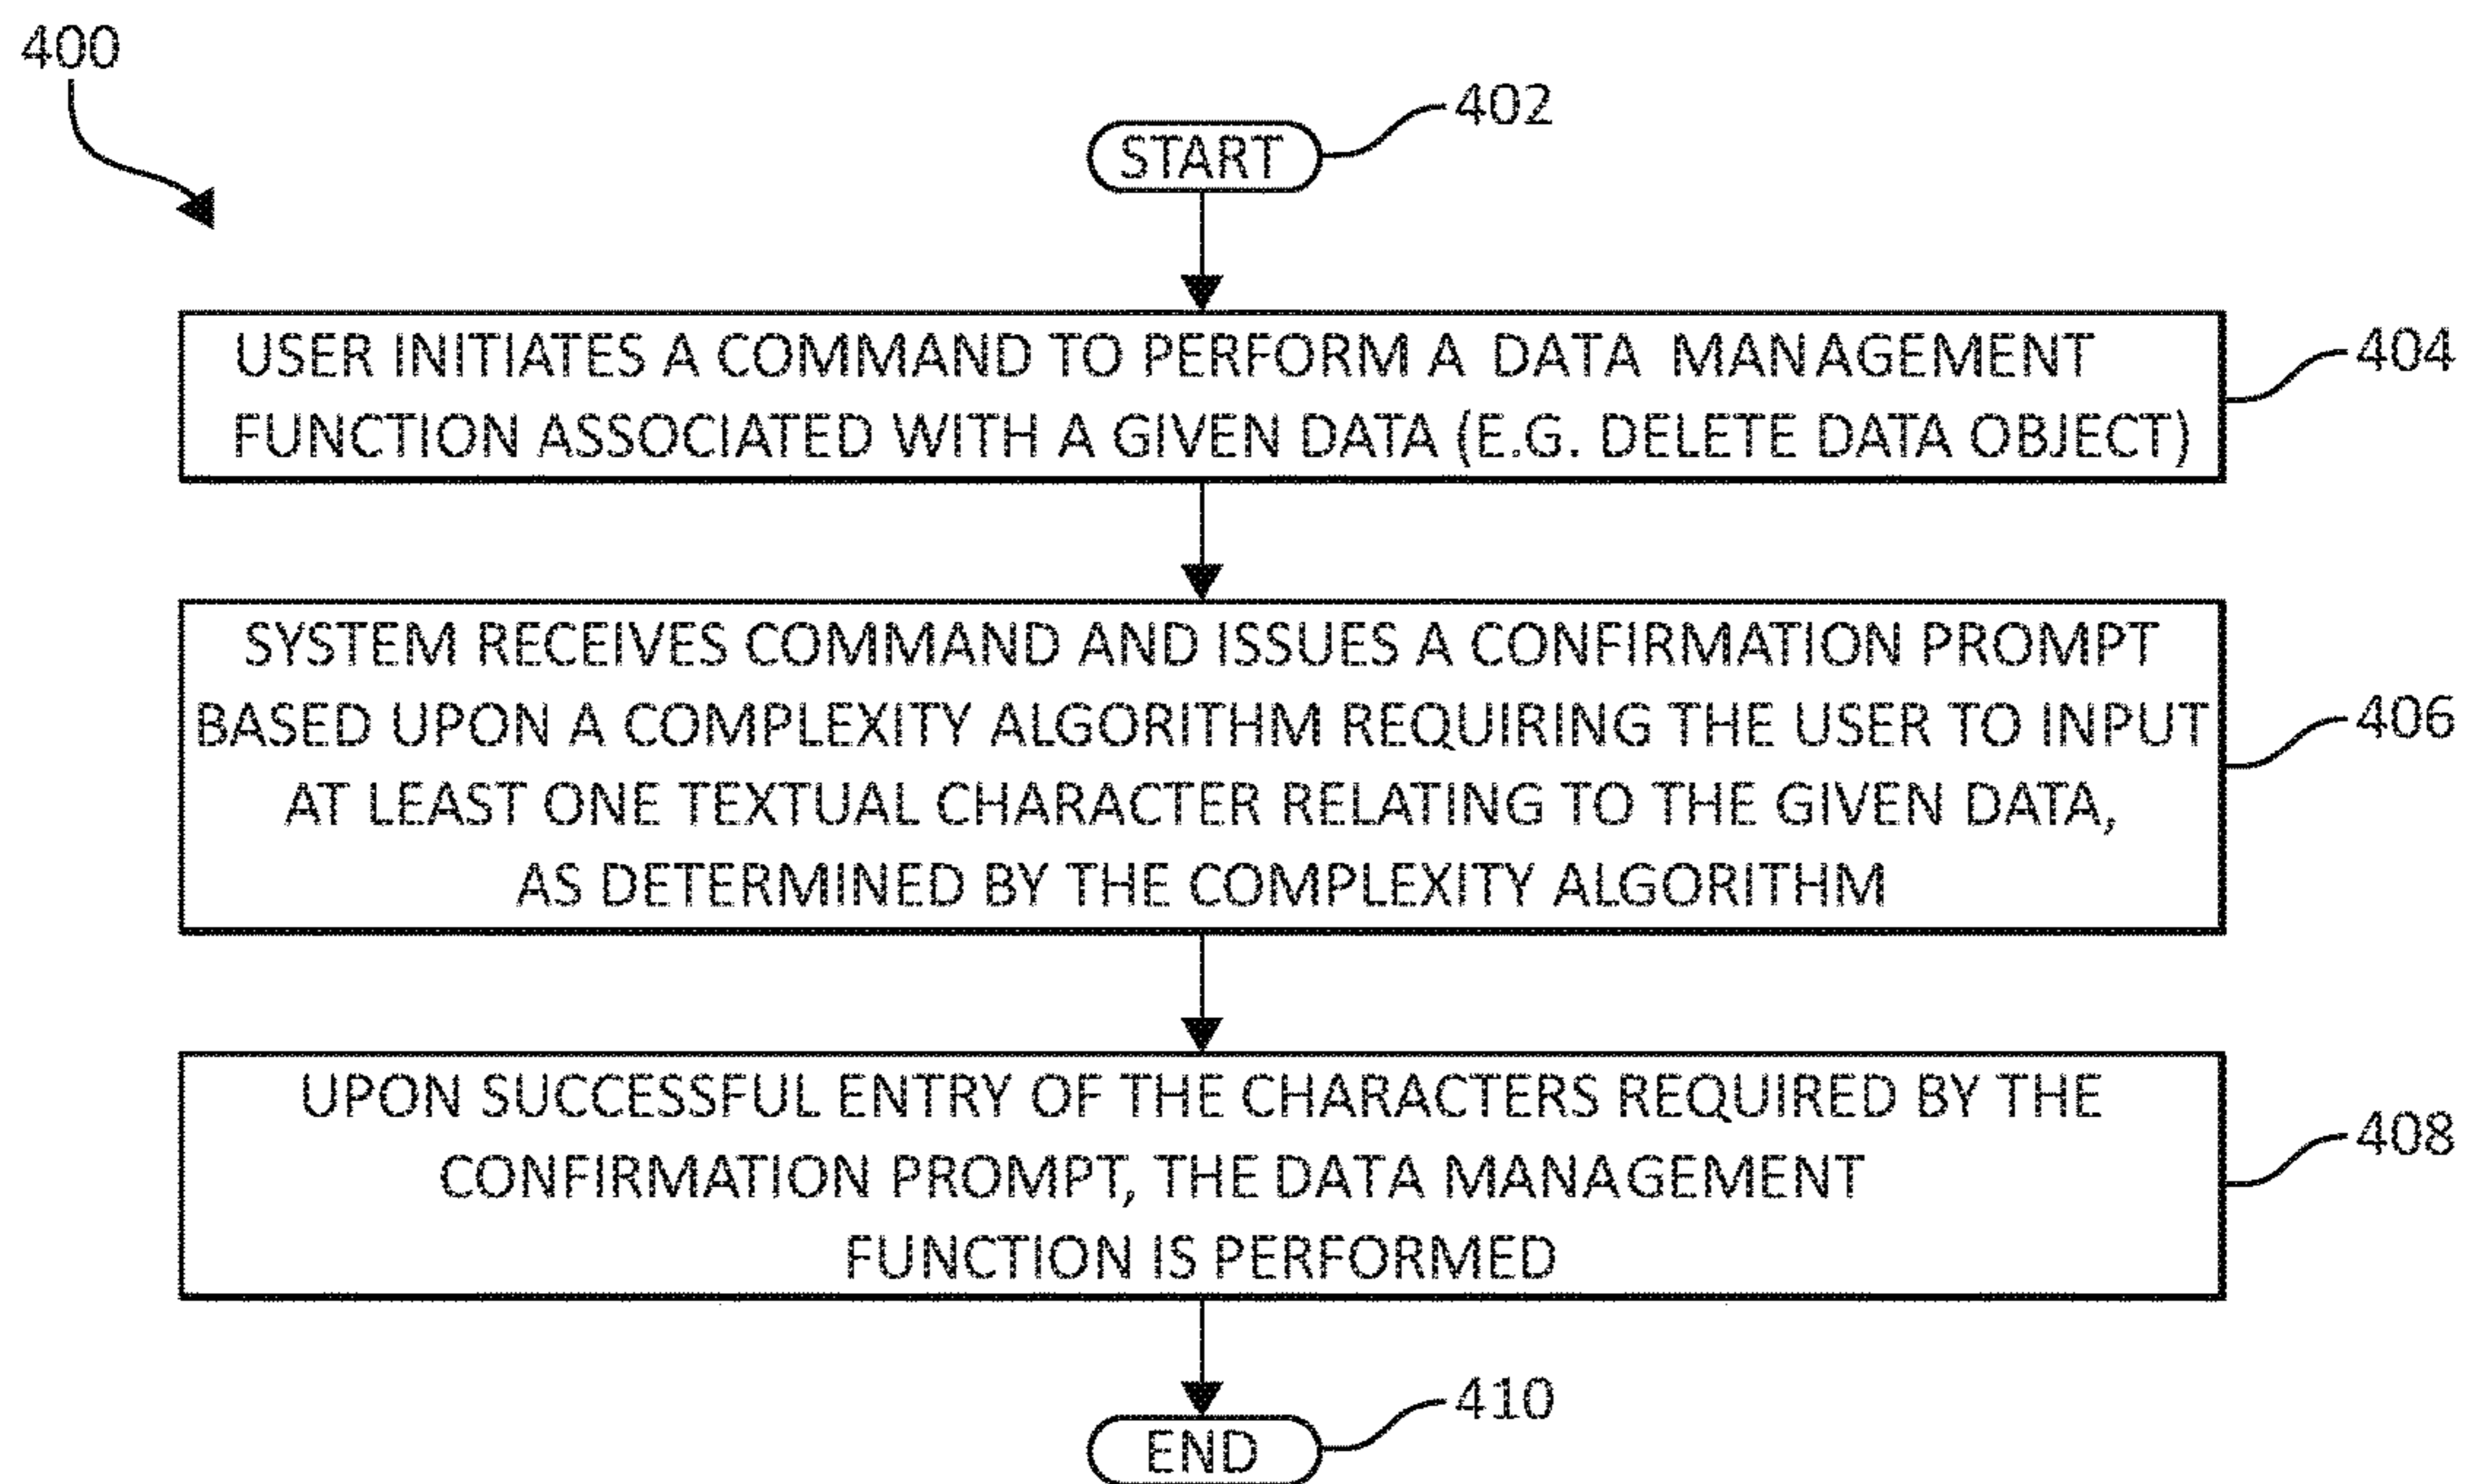 400
402
START
USER INITIATES A COMMAND TO PERFORM A DATA MANAGEMENT
FUNCTION ASSOCIATED WITH A GIVEN DATA (E.G. DELETE DATA OBJECT)
404
SYSTEM RECEIVES COMMAND AND ISSUES A CONFIRMATION PROMPT
BASED UPON A COMPLEXITY ALGORITHM REQUIRING THE USER TO INPUT
AT LEAST ONE TEXTUAL CHARACTER RELATING TO THE GIVEN DATA,
AS DETERMINED BY THE COMPLEXITY ALGORITHM
406
UPON SUCCESSFUL ENTRY OF THE CHARACTERS REQUIRED BY THE
CONFIRMATION PROMPT, THE DATA MANAGEMENT
FUNCTION IS PERFORMED
408
410
END